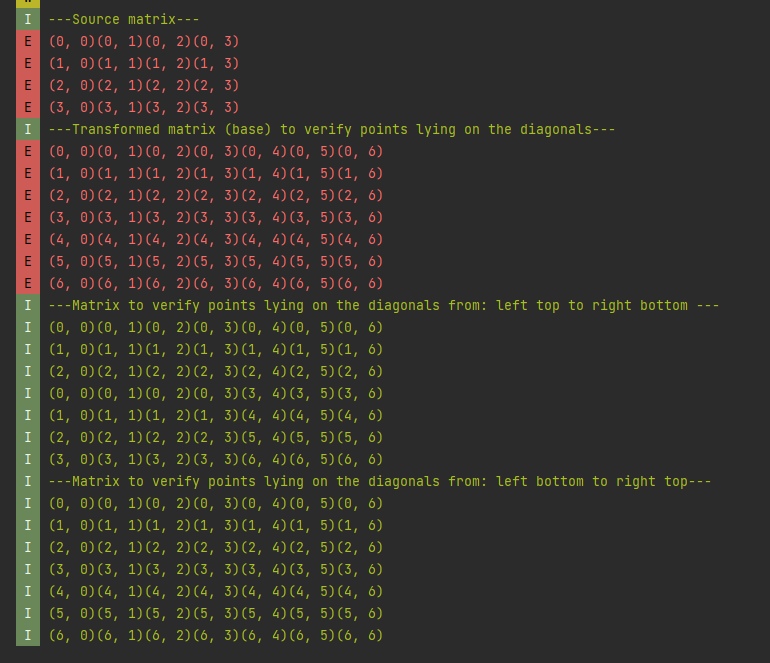 I ---Source matrix---
E (0, 0)(0, 1)(0, 2)(0, 3)
E (1, 0)(1, 1)(1, 2)(1, 3)
E (2, 0)(2, 1)(2, 2)(2, 3)
E (3, 0)(3, 1)(3, 2)(3, 3)
I ---Transformed matrix (base) to verify points lying on the diagonals---
E (0, 0)(0, 1)(0, 2)(0, 3)(0, 4)(0, 5)(0, 6)
E (1, 0)(1, 1)(1, 2)(1, 3)(1, 4)(1, 5)(1, 6)
E (2, 0)(2, 1)(2, 2)(2, 3)(2, 4)(2, 5)(2, 6)
E (3, 0)(3, 1)(3, 2)(3, 3)(3, 4)(3, 5)(3, 6)
E (4, 0)(4, 1)(4, 2)(4, 3)(4, 4)(4, 5)(4, 6)
E (5, 0)(5, 1)(5, 2)(5, 3)(5, 4)(5, 5)(5, 6)
E (6, 0)(6, 1)(6, 2)(6, 3)(6, 4)(6, 5)(6, 6)
I ---Matrix to verify points lying on the diagonals from: left top to right bottom ---
I (0, 0)(0, 1)(0, 2)(0, 3)(0, 4)(0, 5)(0, 6)
I (1, 0)(1, 1)(1, 2)(1, 3)(1, 4)(1, 5)(1, 6)
I (2, 0)(2, 1)(2, 2)(2, 3)(2, 4)(2, 5)(2, 6)
I (0, 0)(0, 1)(0, 2)(0, 3)(3, 4)(3, 5)(3, 6)
I (1, 0)(1, 1)(1, 2)(1, 3)(4, 4)(4, 5)(4, 6)
I (2, 0)(2, 1)(2, 2)(2, 3)(5, 4)(5, 5)(5, 6)
I (3, 0)(3, 1)(3, 2)(3, 3)(6, 4)(6, 5)(6, 6)
I ---Matrix to verify points lying on the diagonals from: left bottom to right top---
I (0, 0)(0, 1)(0, 2)(0, 3)(0, 4)(0, 5)(0, 6)
I (1, 0)(1, 1)(1, 2)(1, 3)(1, 4)(1, 5)(1, 6)
I (2, 0)(2, 1)(2, 2)(2, 3)(2, 4)(2, 5)(2, 6)
I (3, 0)(3, 1)(3, 2)(3, 3)(3, 4)(3, 5)(3, 6)
I (4, 0)(4, 1)(4, 2)(4, 3)(4, 4)(4, 5)(4, 6)
I (5, 0)(5, 1)(5, 2)(5, 3)(5, 4)(5, 5)(5, 6)
I (6, 0)(6, 1)(6, 2)(6, 3)(6, 4)(6, 5)(6, 6)